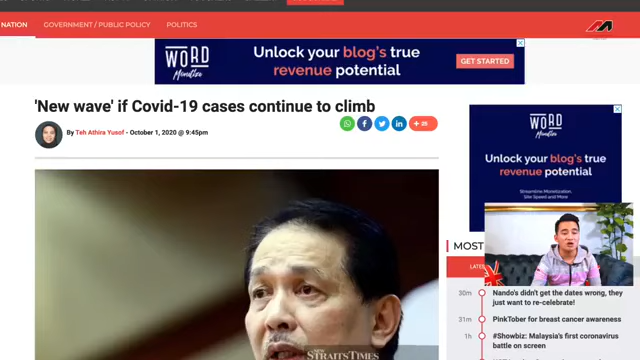 NATION
GOVERNMENT / PUBLIC POLICY
POLITICS
WORD
Monetize
Unlock your blog's true
revenue potential
GET STARTED
'New wave' if Covid-19 cases continue to climb
By Teh Athira Yusof - October 1, 2020 @ 9:45pm
+ 25
WORD
Monetize
Unlock your blog's true
revenue potential
Streamline Monetization,
Site Speed and More
MOST
LATE
30m Nando's didn't get the dates wrong, they
just want to re-celebrate!
31m PinkTober for breast cancer awareness
1h #Showbiz: Malaysia's first coronavirus
battle on screen
NEW
STRAITS TIMES